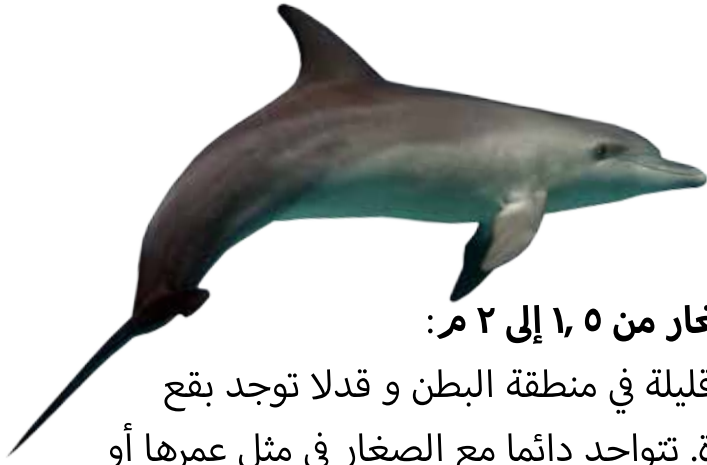 من ١,٥ إلى ٢ م:
قليلة في منطقة البطن و قدلا توجد بقع
تتواجد دائما مع الصغار في مثل عمرها أو